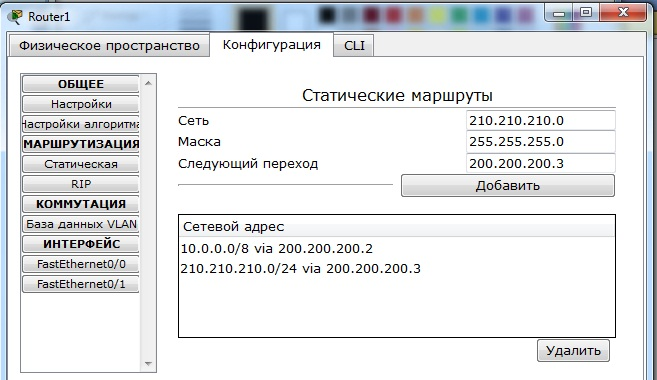 Router1
Физическое пространство
Конфигурация
CLI
ОБЩЕЕ
Настройки
Настройки алгоритма
МАРШРУТИЗАЦИЯ
Статическая
RIP
КОММУТАЦИЯ
База данных VLAN
ИНТЕРФЕЙС
FastEthernet0/0
FastEthernet0/1
Статические маршруты
Сеть 210.210.210.0
Маска 255.255.255.0
Следующий переход 200.200.200.3
Добавить
Сетевой адрес
10.0.0.0/8 via 200.200.200.2
210.210.210.0/24 via 200.200.200.3
Удалить